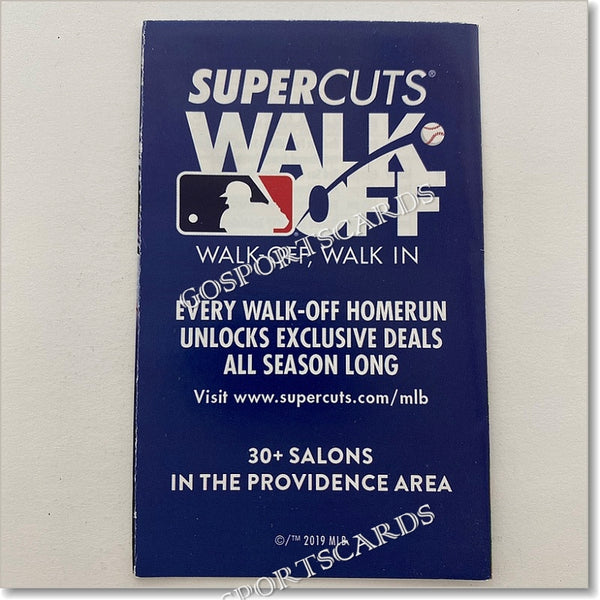 SUPERCUTS®
WALK
OFF
WALK-OFF, WALK IN
EVERY WALK-OFF HOMERUN
UNLOCKS EXCLUSIVE DEALS
ALL SEASON LONG
Visit www.supercuts.com/mlb
30+ SALONS
IN THE PROVIDENCE AREA
©/™ 2019 MLB
GOSPORTSCARDS
GOSPORTSCARDS